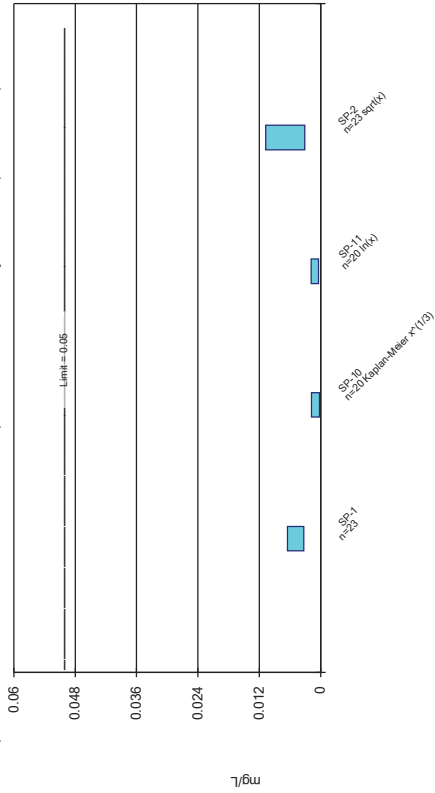 0.06
0.048
0.036
0.024
0.012
0
mg/L
Limit = 0.05
SP-1
n=23
SP-10
n=20 Kaplan-Meier x^(1/3)
SP-11
n=20 ln(x)
SP-2
n=23 sqrt(x)